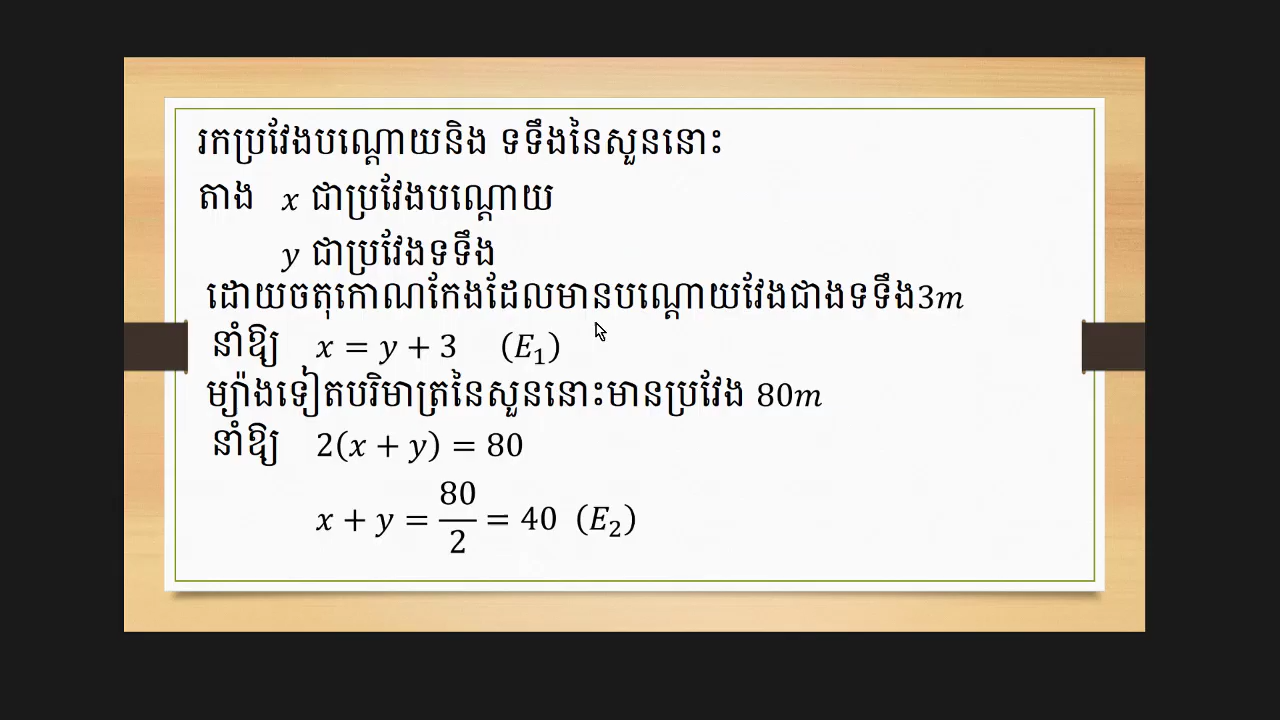 រកប្រវែងបណ្ដោយនិង ទទឹងនៃសួននោះ
តាង x ជាប្រវែងបណ្ដោយ
y ជាប្រវែងទទឹង
ដោយចតុកោណកែងដែលមានបណ្ដោយវែងជាងទទឹង3m
នាំឱ្យ x = y + 3 (E₁)
ម្យ៉ាងទៀតបរិមាត្រនៃសួននោះមានប្រវែង 80m
នាំឱ្យ 2(x + y) = 80
x + y = 80/2 = 40 (E₂)